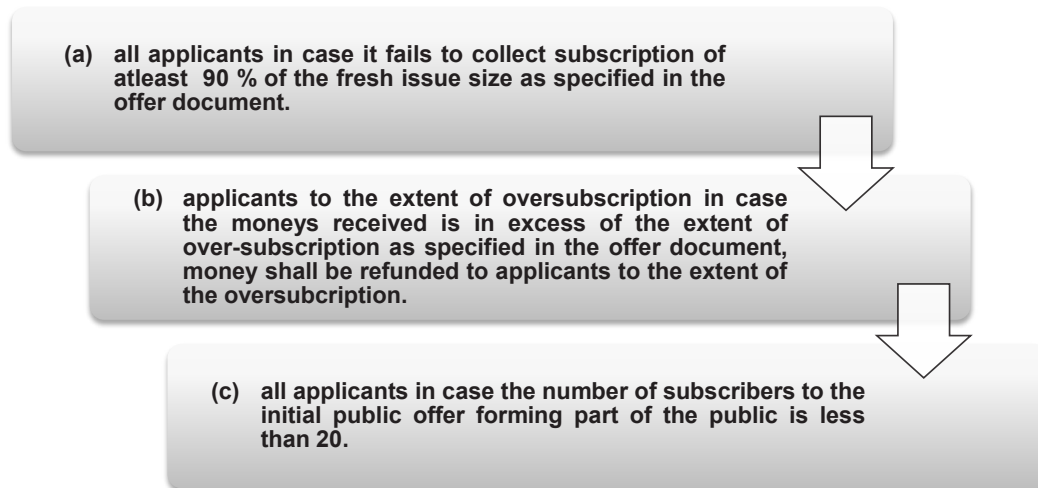 (a) all applicants in case it fails to collect subscription of
atleast 90 % of the fresh issue size as specified in the
offer document.
(b) applicants to the extent of oversubscription in case
the moneys received is in excess of the extent of
over-subscription as specified in the offer document,
money shall be refunded to applicants to the extent of
the oversubcription.
(c) all applicants in case the number of subscribers to the
initial public offer forming part of the public is less
than 20.